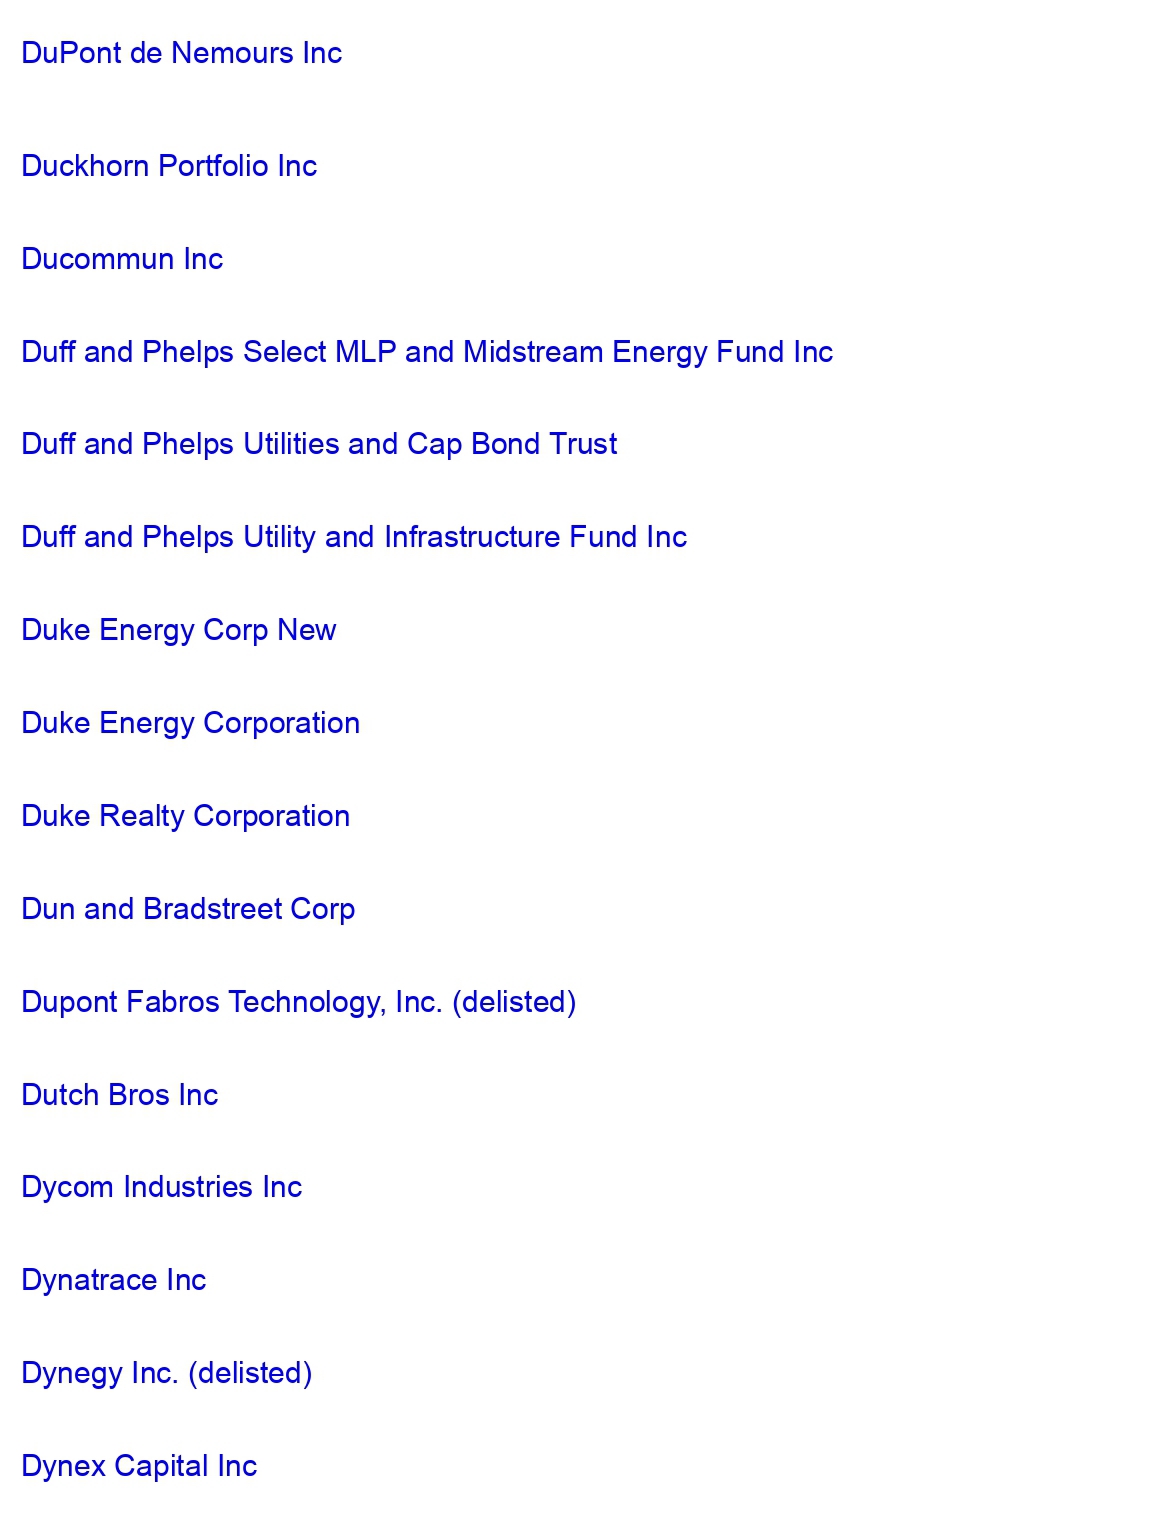 DuPont de Nemours Inc
Duckhorn Portfolio Inc
Ducommun Inc
Duff and Phelps Select MLP and Midstream Energy Fund Inc
Duff and Phelps Utilities and Cap Bond Trust
Duff and Phelps Utility and Infrastructure Fund Inc
Duke Energy Corp New
Duke Energy Corporation
Duke Realty Corporation
Dun and Bradstreet Corp
Dupont Fabros Technology, Inc. (delisted)
Dutch Bros Inc
Dycom Industries Inc
Dynatrace Inc
Dynegy Inc. (delisted)
Dynex Capital Inc